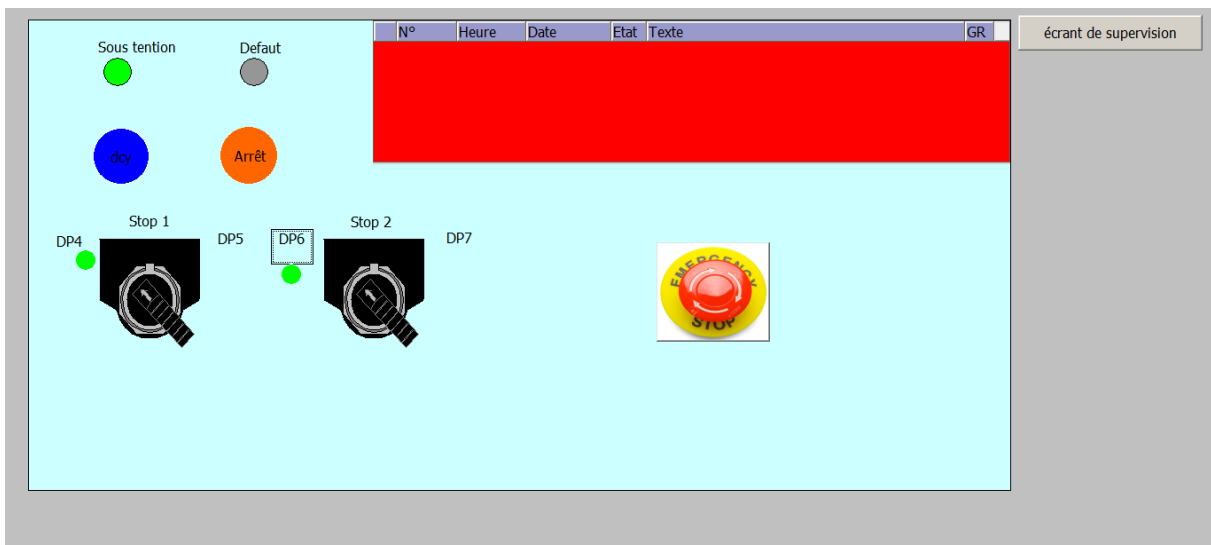 N° Heure Date Etat Texte GR
écrant de supervision
Sous tention Defaut
dcy Arrêt
Stop 1 Stop 2
DP4 DP5 DP6 DP7
EMERGENCY
STOP